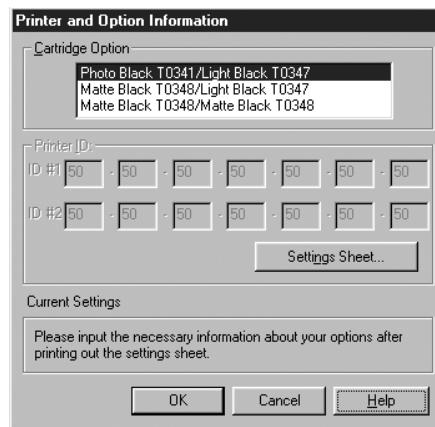 Printer and Option Information
Cartridge Option
Photo Black T0341/Light Black T0347
Matte Black T0348/Light Black T0347
Matte Black T0348/Matte Black T0348
Printer ID:
ID #1 50 - 50 - 50 - 50 - 50 - 50 - 50
ID #2 50 - 50 - 50 - 50 - 50 - 50 - 50
Settings Sheet...
Current Settings
Please input the necessary information about your options after
printing out the settings sheet.
OK Cancel Help